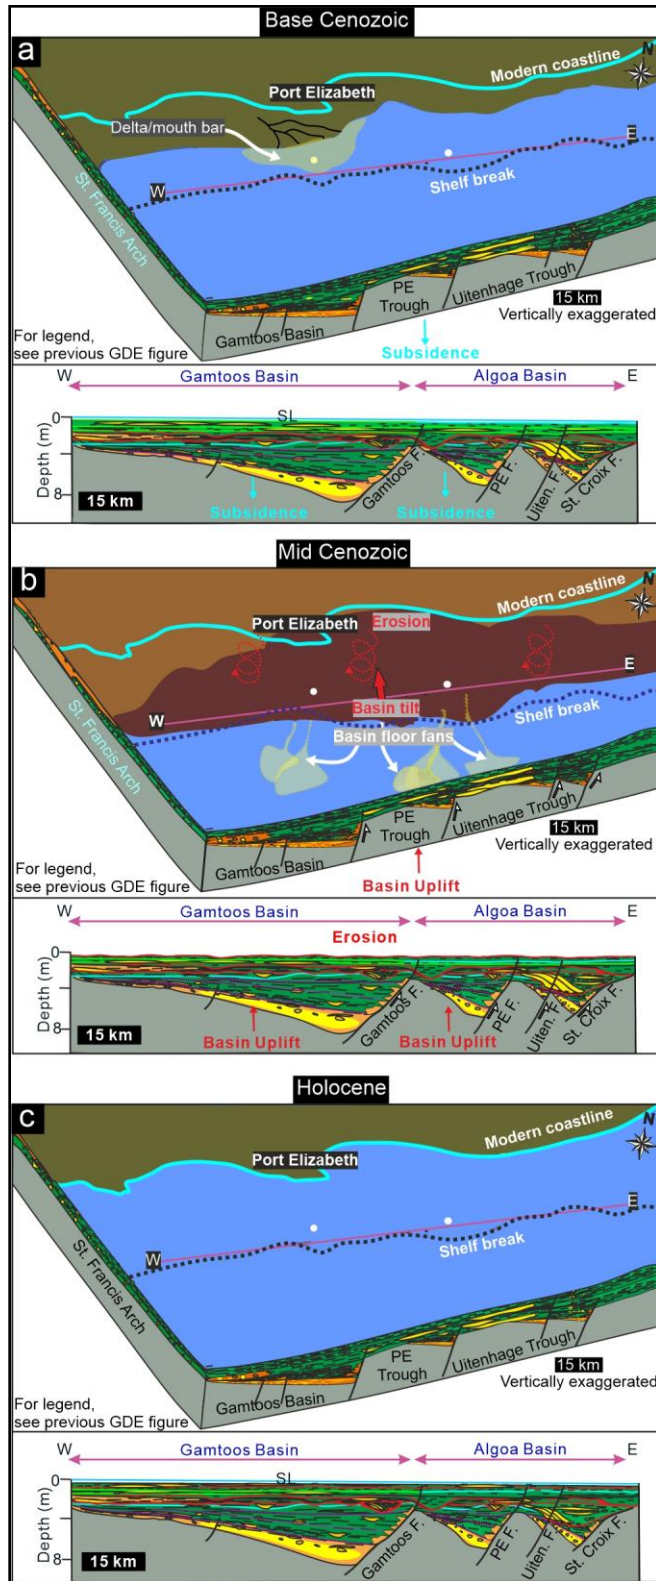 Base Cenozoic
a
N
Modern coastline
Port Elizabeth
Delta/mouth bar
E
W
Shelf break
St. Francis Arch
PE
Trough
Uitenhage Trough
Gamtoos Basin
15 km
Vertically exaggerated
For legend,
see previous GDE figure
Subsidence
W
Gamtoos Basin
Algoa Basin
E
SL
0
Depth (m)
8
15 km
Subsidence
Subsidence
Gamtoos F.
PE F.
Uiten. F.
St. Croix F.
Mid Cenozoic
b
N
Modern coastline
Port Elizabeth
Erosion
E
Basin tilt
W
Shelf break
Basin floor fans
St. Francis Arch
PE
Trough
Uitenhage Trough
Gamtoos Basin
15 km
Vertically exaggerated
For legend,
see previous GDE figure
Basin Uplift
W
Gamtoos Basin
Algoa Basin
E
Erosion
0
Depth (m)
8
15 km
Basin Uplift
Basin Uplift
Gamtoos F.
PE F.
Uiten. F.
St. Croix F.
Holocene
c
N
Modern coastline
Port Elizabeth
E
W
Shelf break
St. Francis Arch
PE
Trough
Uitenhage Trough
Gamtoos Basin
15 km
Vertically exaggerated
For legend,
see previous GDE figure
W
Gamtoos Basin
Algoa Basin
E
SL
0
Depth (m)
8
15 km
Gamtoos F.
PE F.
Uiten. F.
St. Croix F.